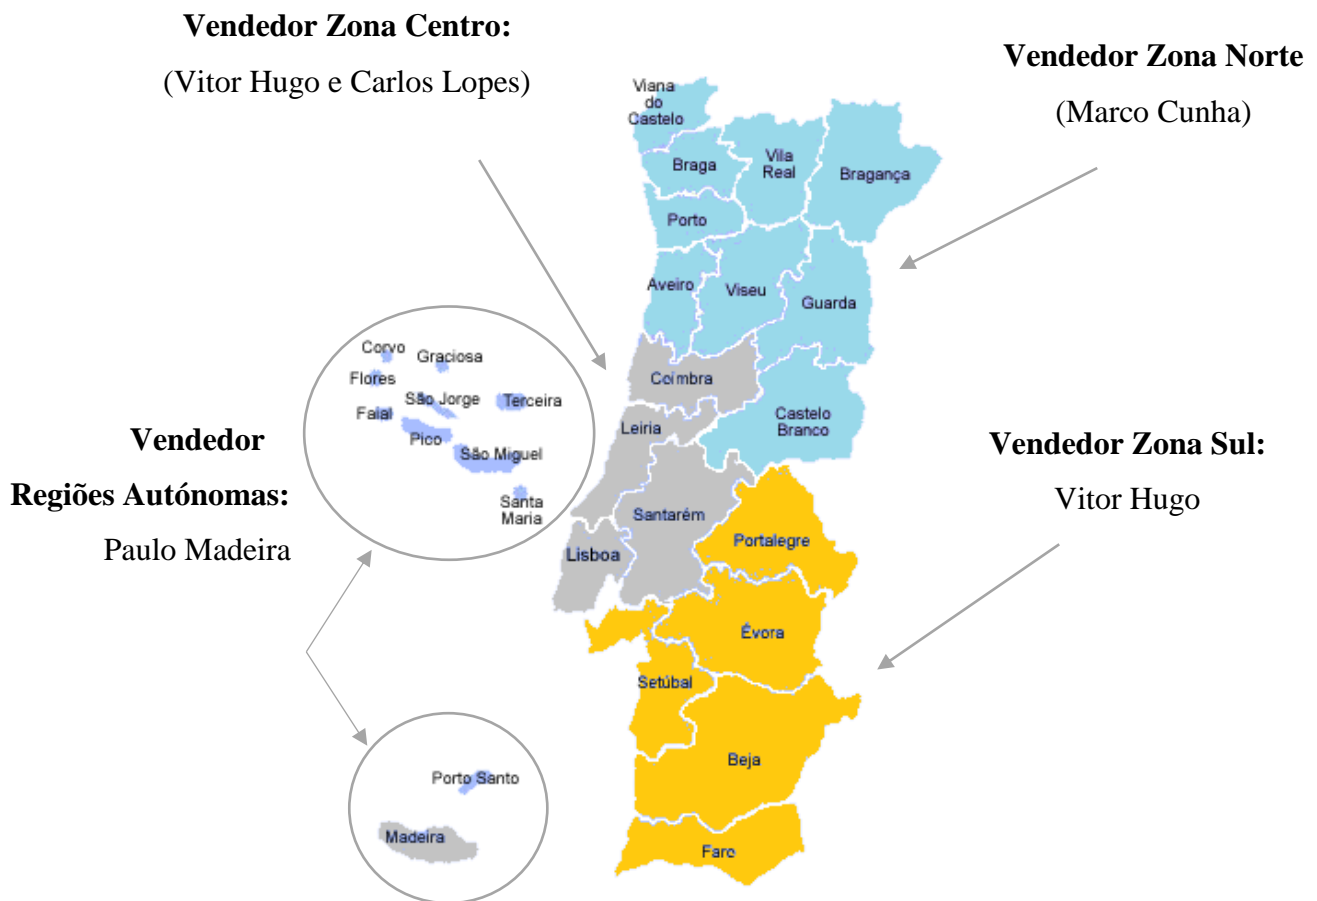 Vendedor Zona Centro:
(Vitor Hugo e Carlos Lopes)
Vendedor Zona Norte
(Marco Cunha)
Viana
do
Castelo
Braga
Vila
Real
Bragança
Porto
Aveiro
Viseu
Guarda
Coimbra
Castelo
Branco
Leiria
Santarém
Lisboa
Portalegre
Évora
Setúbal
Beja
Faro
Corvo
Graciosa
Flores
São Jorge
Terceira
Faial
Pico
São Miguel
Santa
Maria
Vendedor
Regiões Autónomas:
Paulo Madeira
Vendedor Zona Sul:
Vitor Hugo
Porto Santo
Madeira